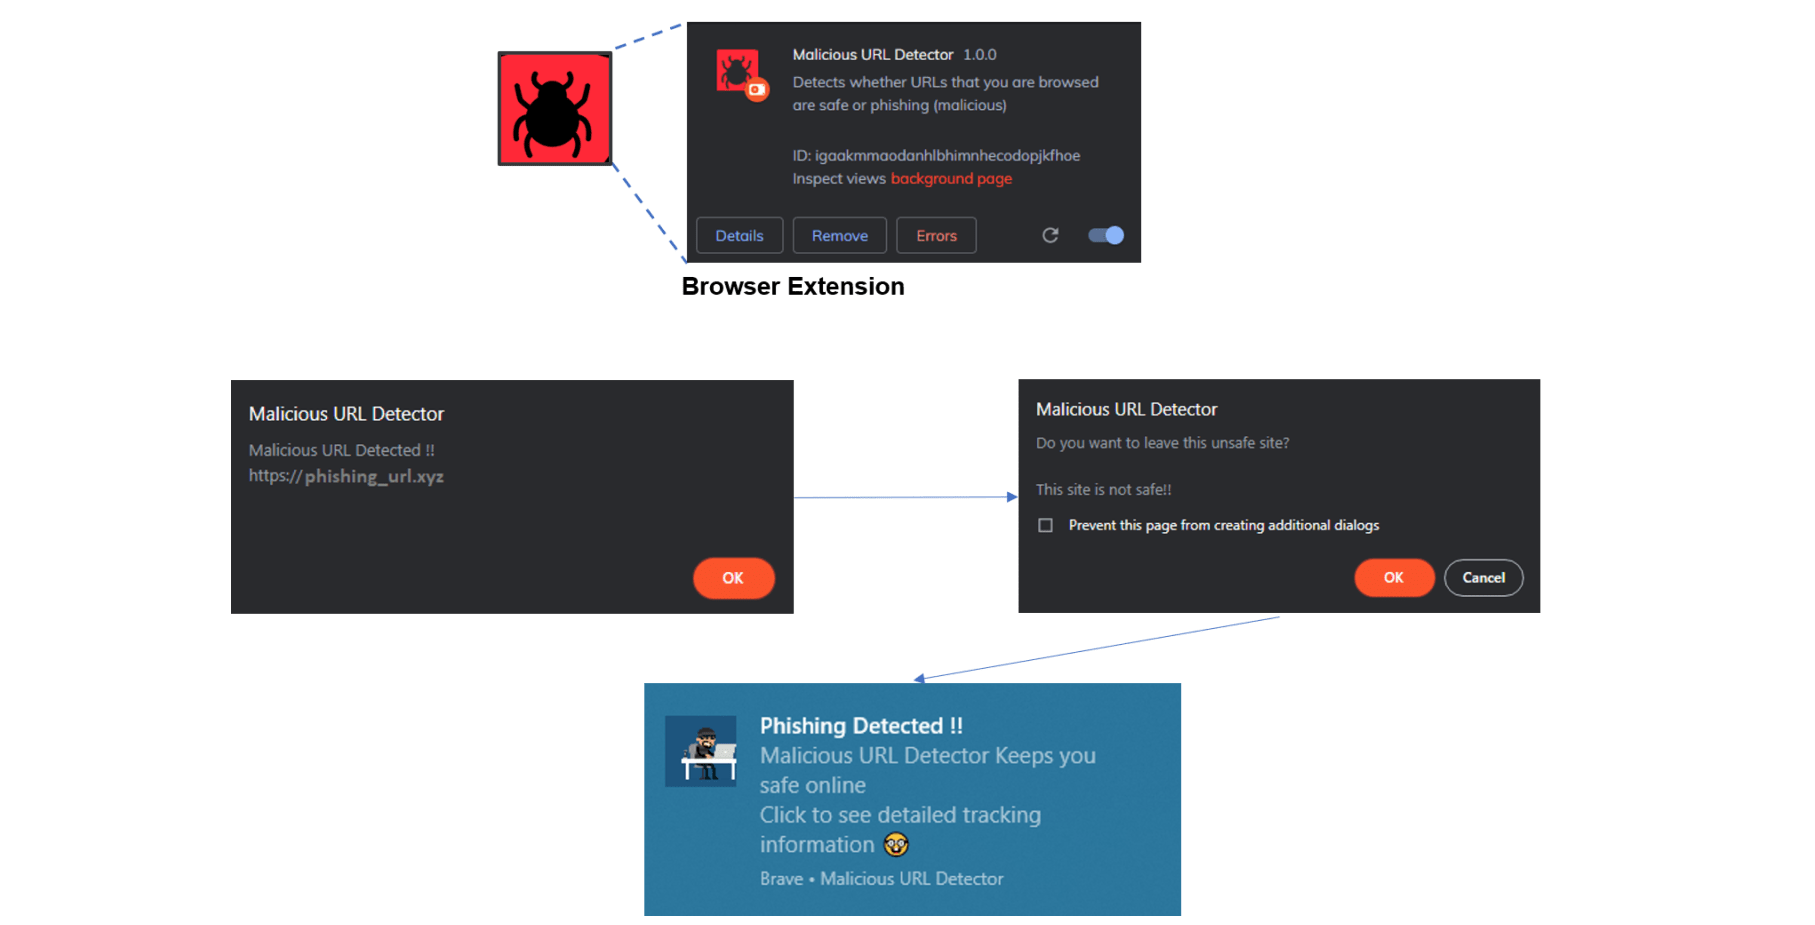 Malicious URL Detector 1.0.0
Detects whether URLs that you are browsed
are safe or phishing (malicious)
ID: igaakmmaodanhlbhimnhecodopjkfhoe
Inspect views background page
Details Remove Errors
Browser Extension
Malicious URL Detector
Malicious URL Detected !!
https://phishing_url.xyz
OK
Malicious URL Detector
Do you want to leave this unsafe site?
This site is not safe!!
Prevent this page from creating additional dialogs
OK Cancel
Phishing Detected !!
Malicious URL Detector Keeps you
safe online
Click to see detailed tracking
information 🤓
Brave • Malicious URL Detector